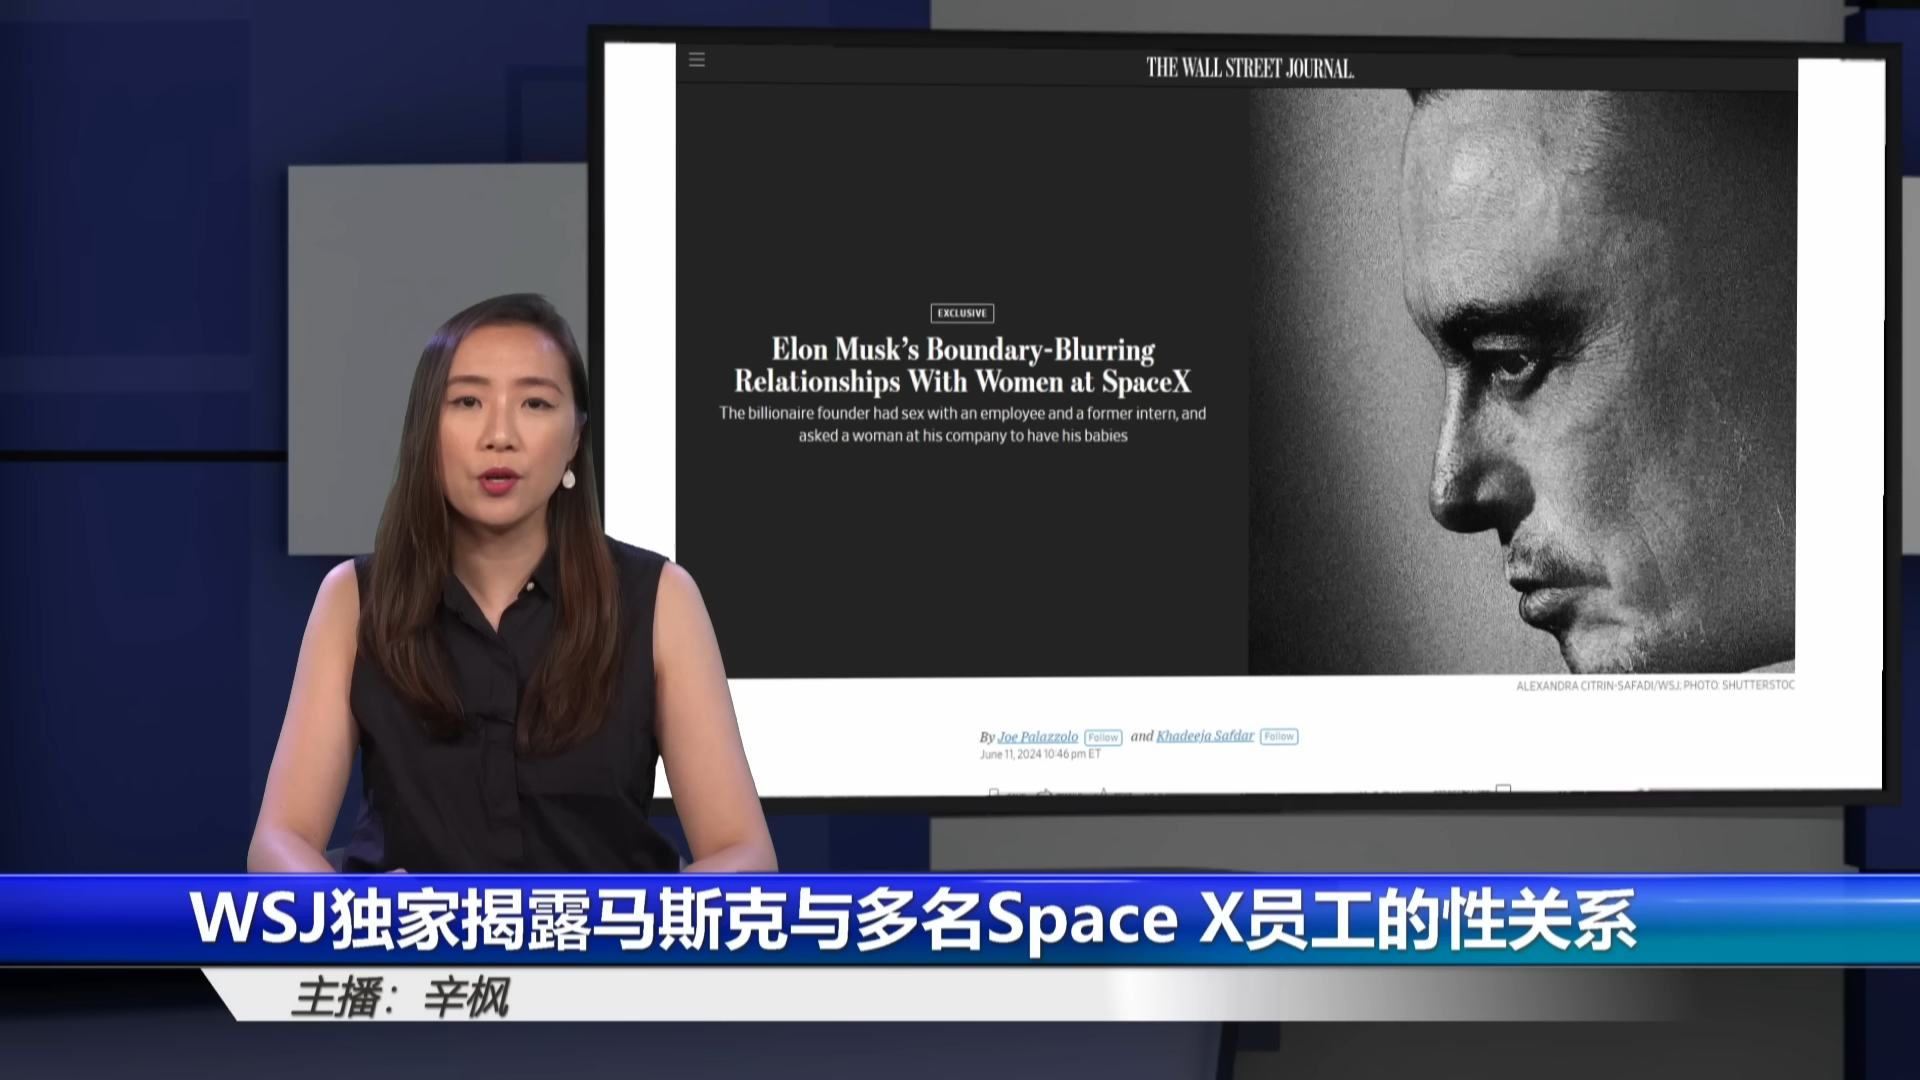 THE WALL STREET JOURNAL.
EXCLUSIVE
Elon Musk's Boundary-Blurring
Relationships With Women at SpaceX
The billionaire founder had sex with an employee and a former intern, and
asked a woman at his company to have his babies
ALEXANDRA CITRIN-SAFADI/WSJ; PHOTO: SHUTTERSTOC
By Joe Palazzolo Follow and Khadeeja Safdar Follow
June 11, 2024 10:46 pm ET
WSJ独家揭露马斯克与多名Space X员工的性关系
主播：辛枫